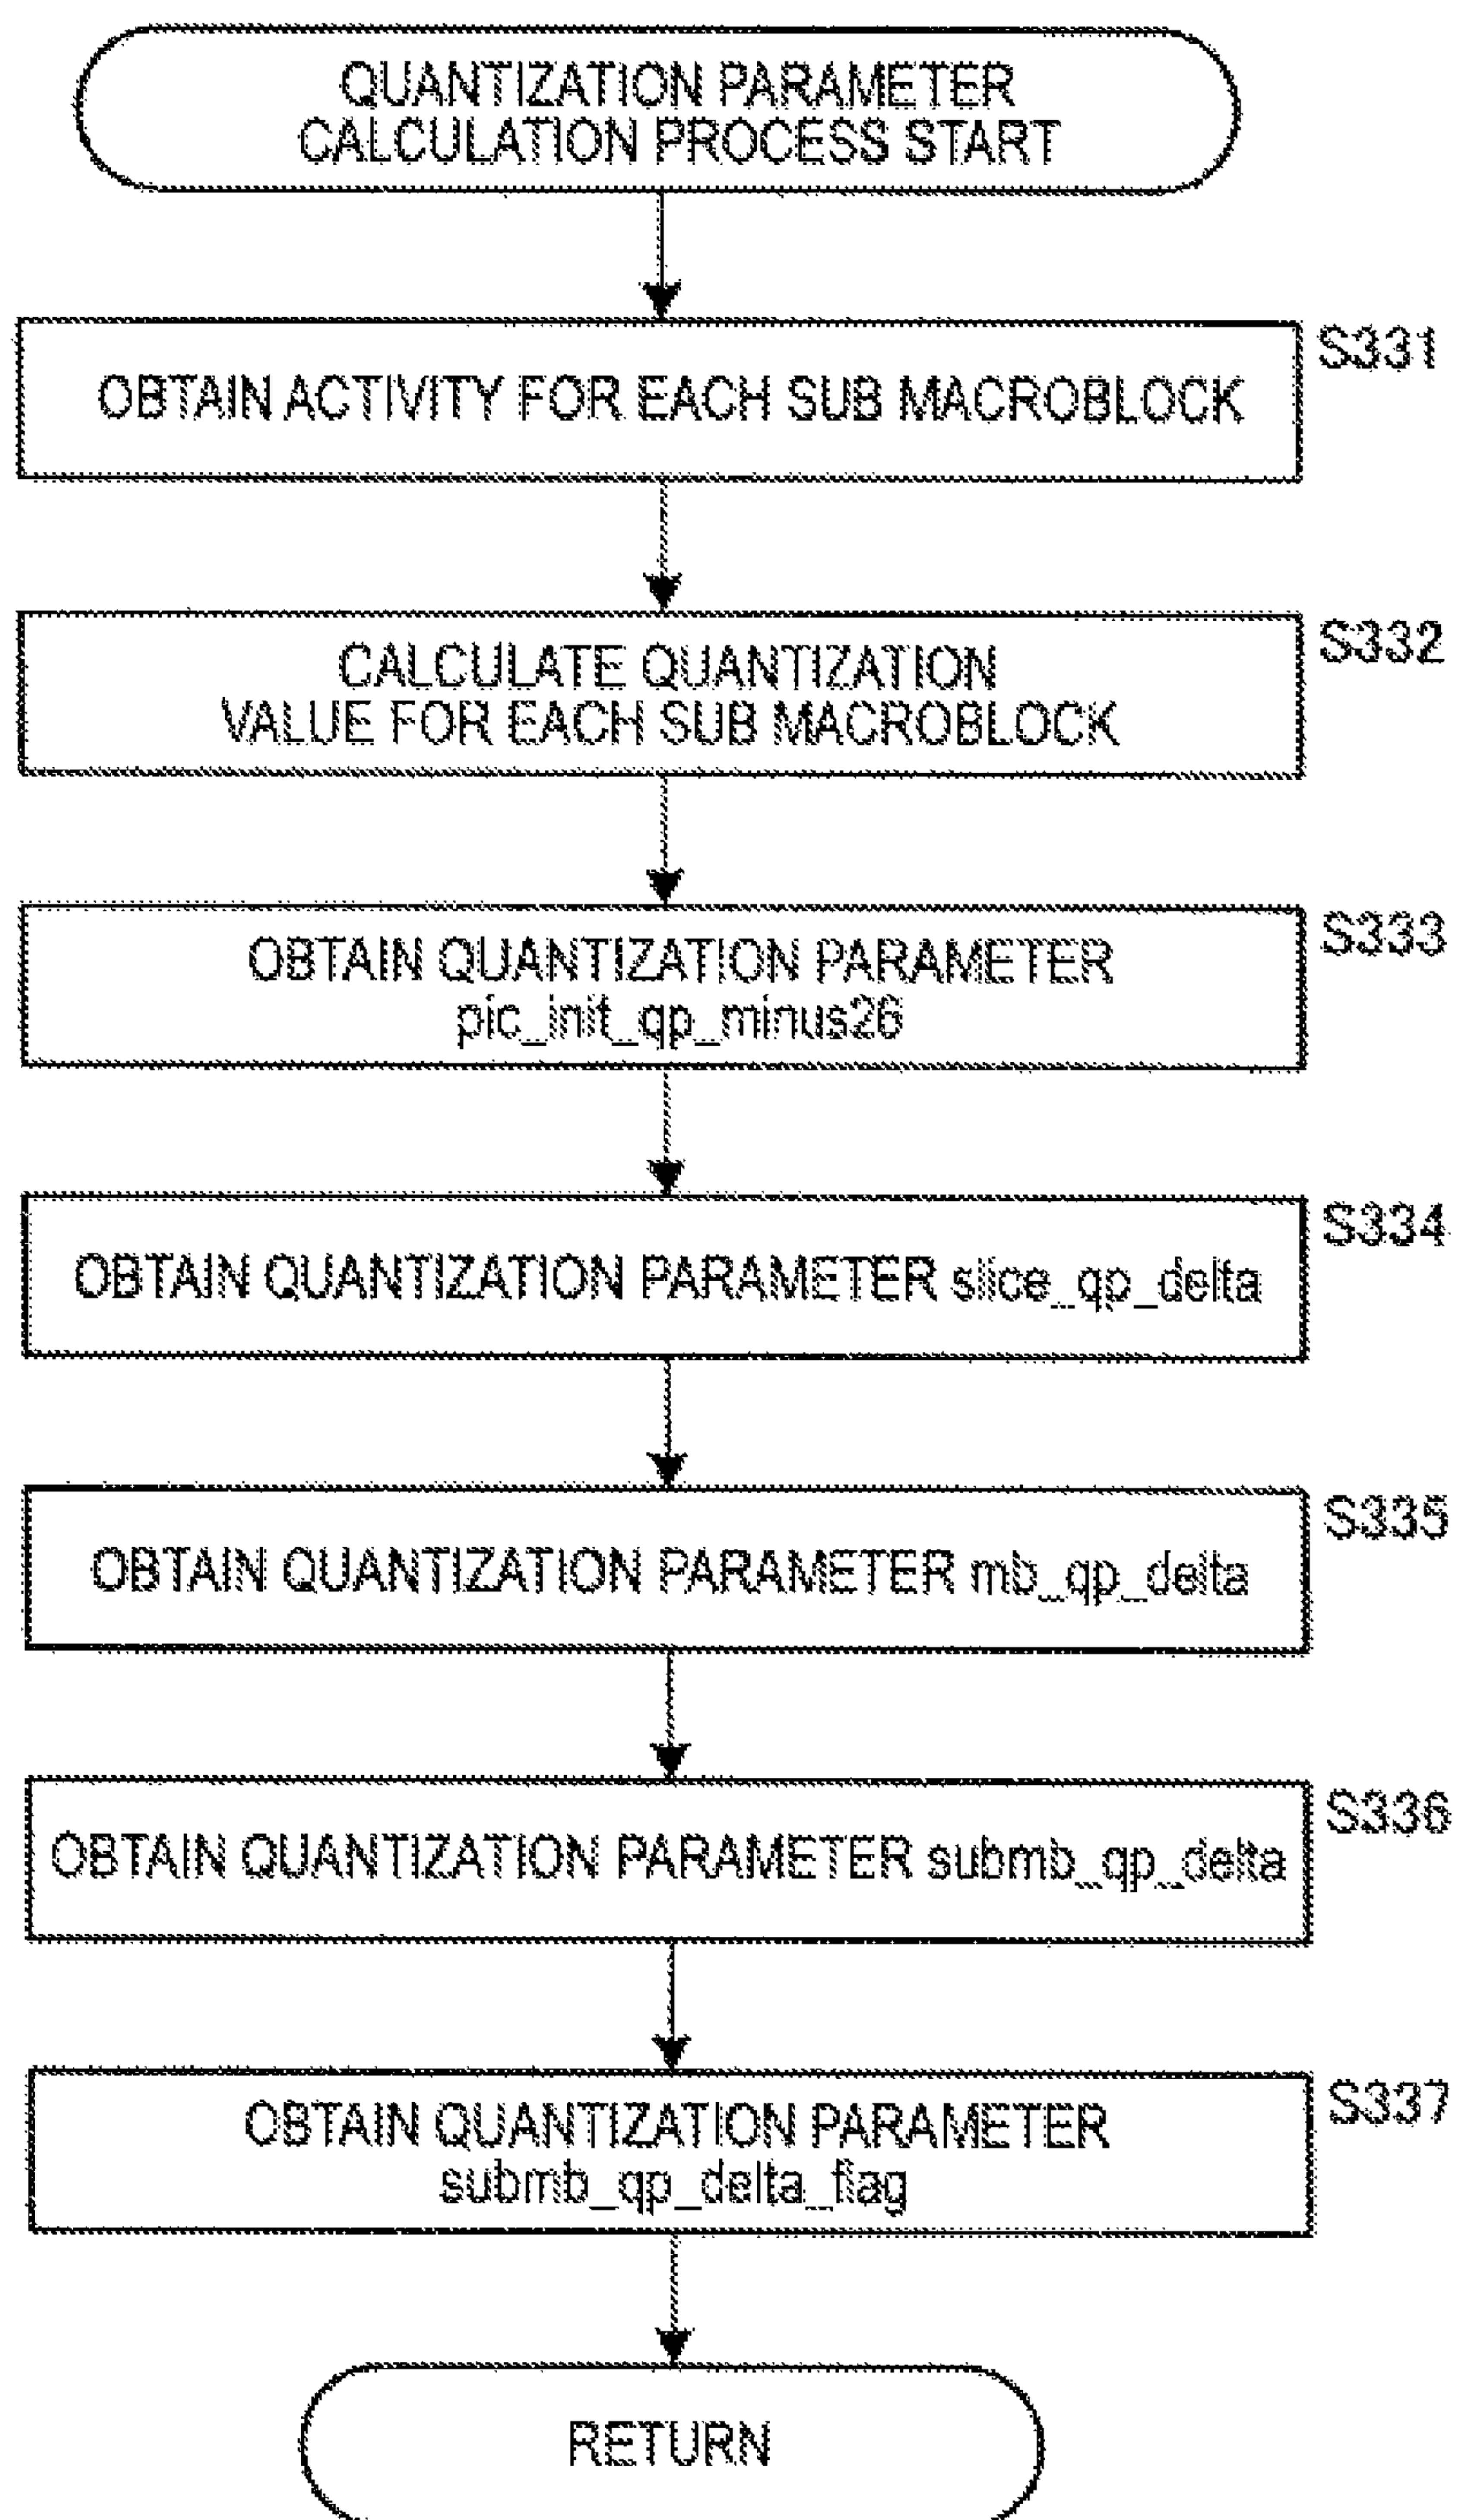 QUANTIZATION PARAMETER
CALCULATION PROCESS START
S331
OBTAIN ACTIVITY FOR EACH SUB MACROBLOCK
S332
CALCULATE QUANTIZATION
VALUE FOR EACH SUB MACROBLOCK
S333
OBTAIN QUANTIZATION PARAMETER
pic_init_qp_minus26
S334
OBTAIN QUANTIZATION PARAMETER slice_qp_delta
S335
OBTAIN QUANTIZATION PARAMETER mb_qp_delta
S336
OBTAIN QUANTIZATION PARAMETER submb_qp_delta
S337
OBTAIN QUANTIZATION PARAMETER
submb_qp_delta_flag
RETURN